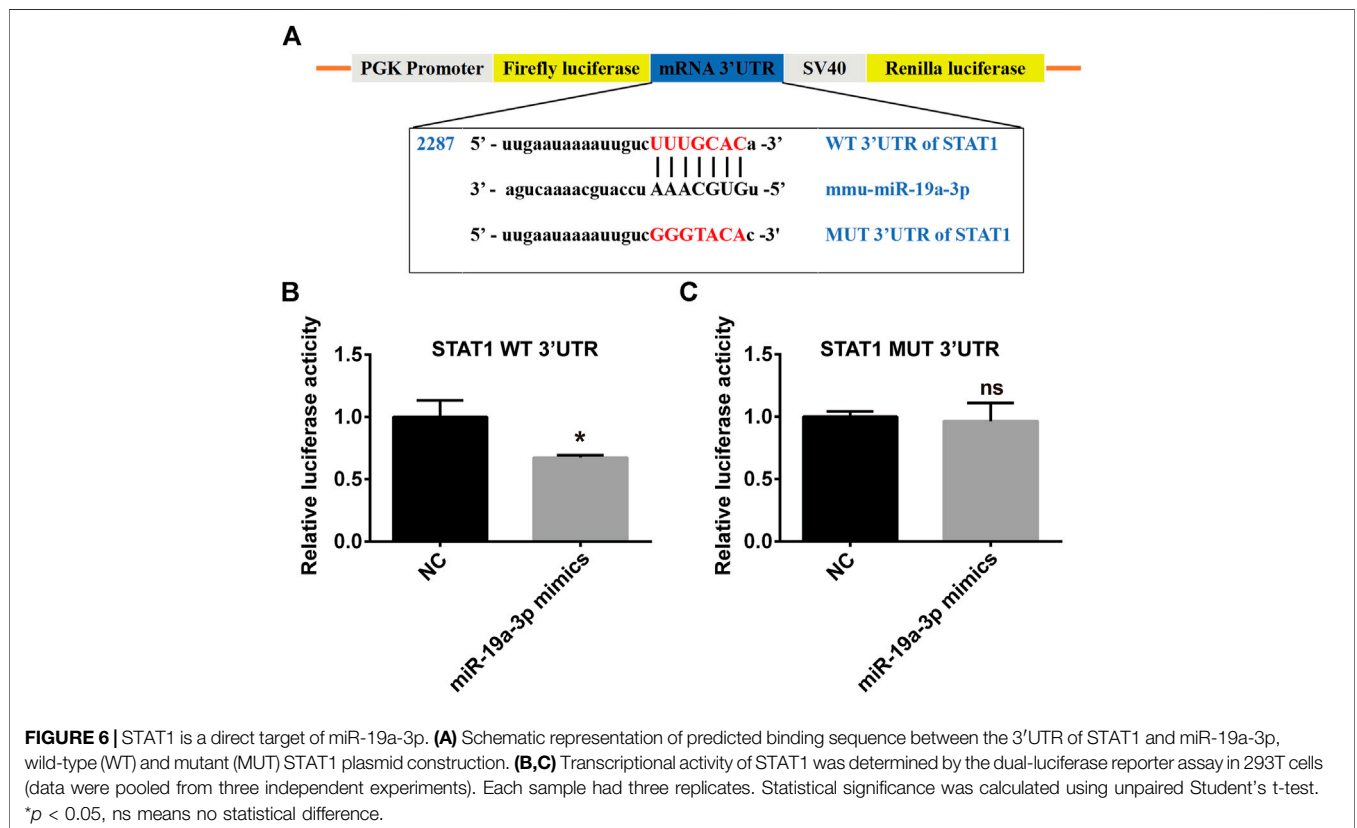 A
PGK Promoter Firefly luciferase mRNA 3'UTR SV40 Renilla luciferase
2287 5' - uugaauaaaauugucUUUGCACa -3' WT 3'UTR of STAT1
3' - agucaaaacguaccuAAACGUGu -5' mmu-miR-19a-3p
5' - uugaauaaaauugucGGGTACAc -3' MUT 3'UTR of STAT1
B
STAT1 WT 3'UTR
Relative luciferase acticity
1.5
1.0
0.5
0.0
*
NC
miR-19a-3p mimics
C
STAT1 MUT 3'UTR
Relative luciferase acticity
1.5
1.0
0.5
0.0
ns
NC
miR-19a-3p mimics
FIGURE 6 | STAT1 is a direct target of miR-19a-3p. (A) Schematic representation of predicted binding sequence between the 3′UTR of STAT1 and miR-19a-3p,
wild-type (WT) and mutant (MUT) STAT1 plasmid construction. (B,C) Transcriptional activity of STAT1 was determined by the dual-luciferase reporter assay in 293T cells
(data were pooled from three independent experiments). Each sample had three replicates. Statistical significance was calculated using unpaired Student's t-test.
*p < 0.05, ns means no statistical difference.